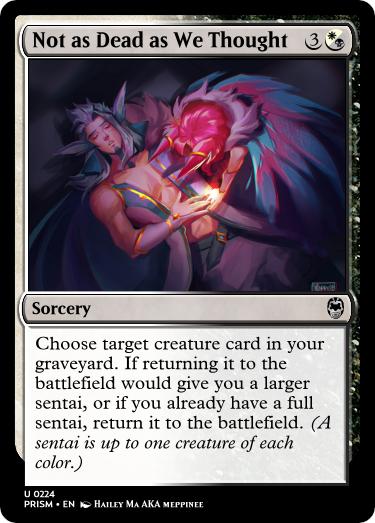 Not as Dead as We Thought 3
Sorcery
Choose target creature card in your
graveyard. If returning it to the
battlefield would give you a larger
sentai, or if you already have a full
sentai, return it to the battlefield. (A
sentai is up to one creature of each
color.)
U 0224
PRISM • EN Hailey Ma AKA meppinee